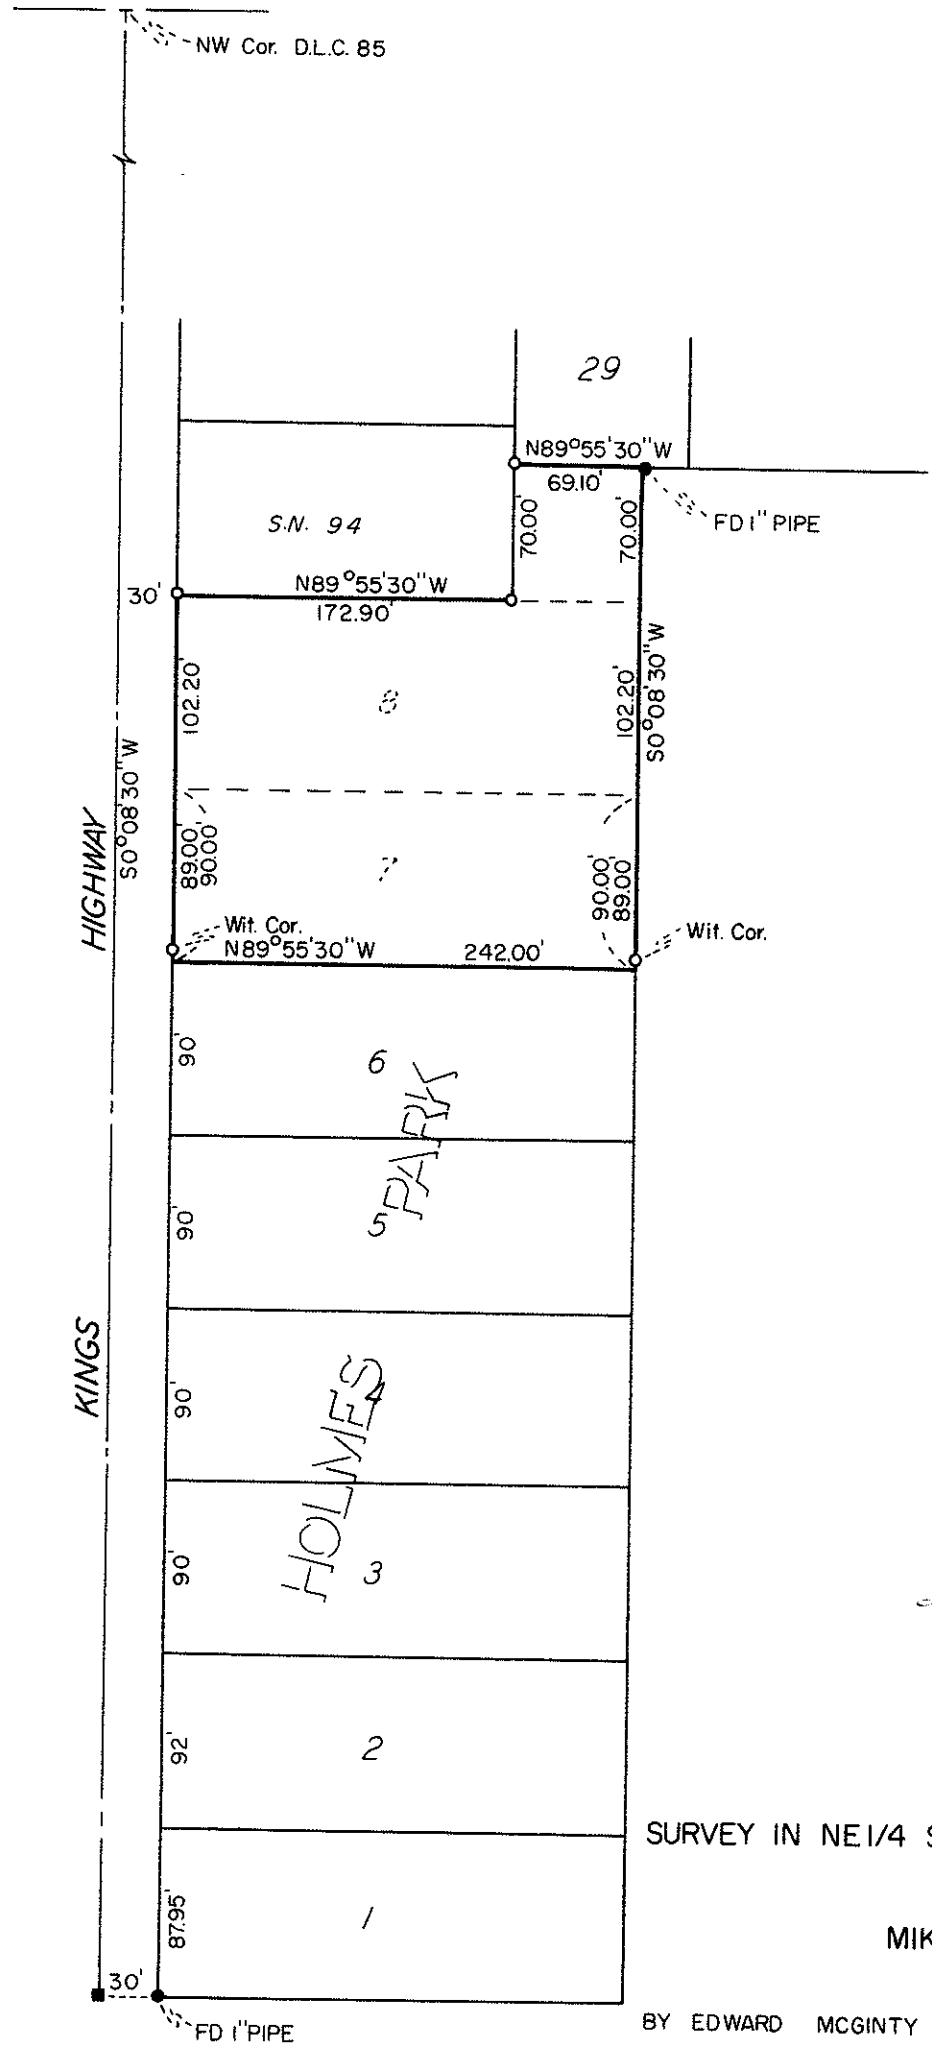 NW Cor. D.L.C. 85
29
N89°55'30"W
69.10'
FD 1" PIPE
S.N. 94
70.00'
70.00'
30'
N89°55'30"W
172.90'
102.20'
8
102.20'
S0°08'30"W
S0°08'30"W
HIGHWAY
89.00'
90.00'
7
90.00'
89.00'
Wit. Cor.
N89°55'30"W 242.00'
Wit. Cor.
90'
6
PARK
90'
5
KINGS
90'
4
HOLMES
90'
3
92'
2
SURVEY IN NE1/4
87.95'
1
MIK
30'
FD 1" PIPE
BY EDWARD MCGINTY